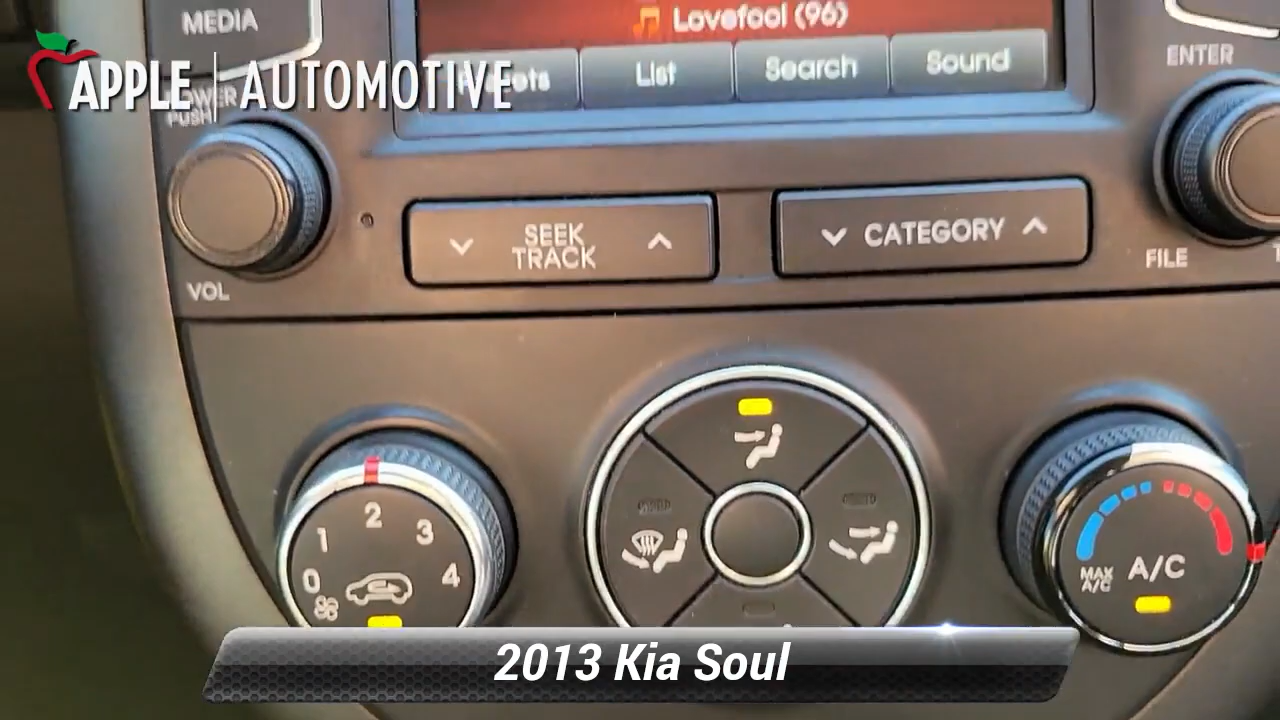 MEDIA
Lovefool (96)
List
Search
Sound
ENTER
APPLE | AUTOMOTIVE
POWER
PUSH
VOL
SEEK
TRACK
CATEGORY
FILE
0
1
2
3
4
MAX
A/C
A/C
2013 Kia Soul